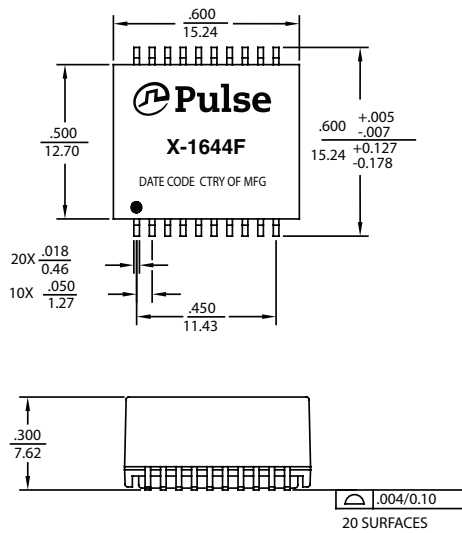 .600
15.24
Pulse
X-1644F
DATE CODE CTRY OF MFG
.500
12.70
.600 +.005
-.007
15.24 +0.127
-0.178
20X .018
0.46
10X .050
1.27
.450
11.43
.300
7.62
.004/0.10
20 SURFACES